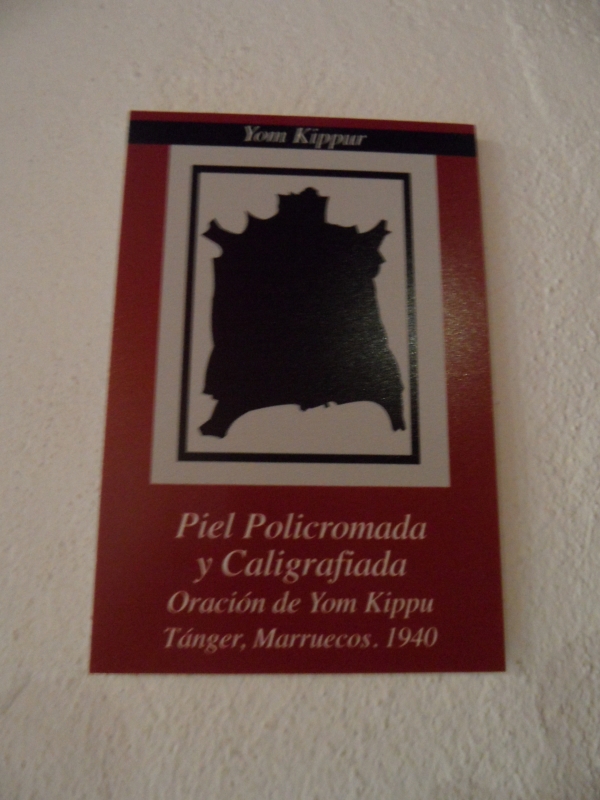 Yom Kippur
Piel Policromada
y Caligrafiada
Oración de Yom Kippu
Tánger, Marruecos. 1940